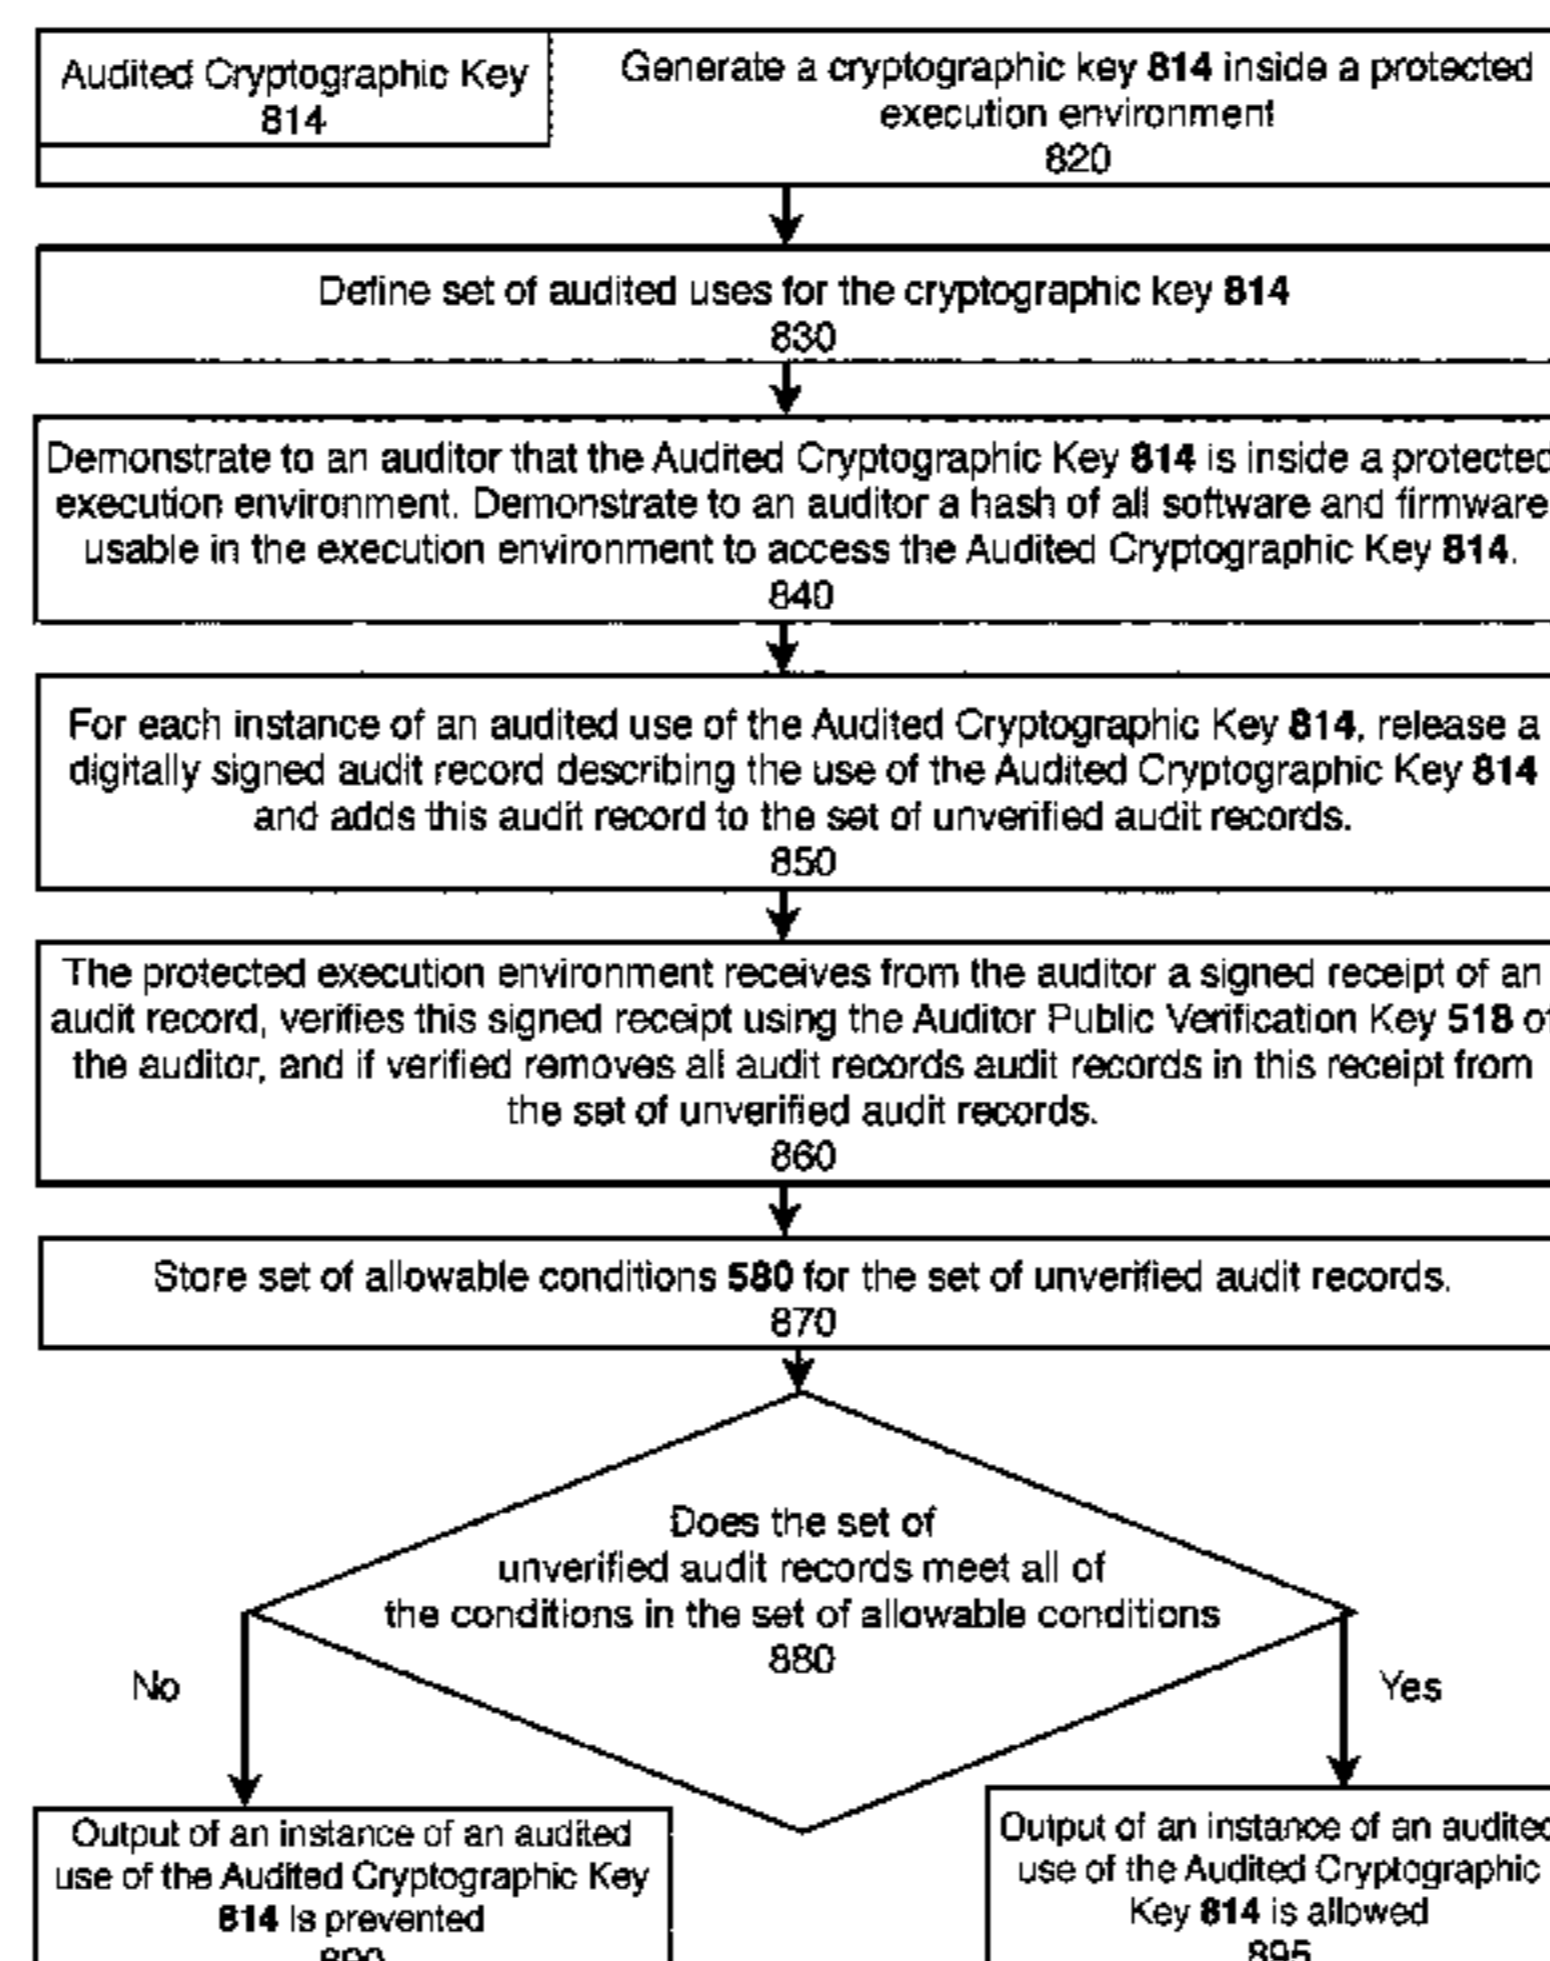 Audited Cryptographic Key
814
Generate a cryptographic key 814 inside a protected
execution environment
820
Define set of audited uses for the cryptographic key 814
830
Demonstrate to an auditor that the Audited Cryptographic Key 814 is inside a protected
execution environment. Demonstrate to an auditor a hash of all software and firmware
usable in the execution environment to access the Audited Cryptographic Key 814.
840
For each instance of an audited use of the Audited Cryptographic Key 814, release a
digitally signed audit record describing the use of the Audited Cryptographic Key 814
and adds this audit record to the set of unverified audit records.
850
The protected execution environment receives from the auditor a signed receipt of an
audit record, verifies this signed receipt using the Auditor Public Verification Key 518 of
the auditor, and if verified removes all audit records audit records in this receipt from
the set of unverified audit records.
860
Store set of allowable conditions 580 for the set of unverified audit records.
870
Does the set of
unverified audit records meet all of
the conditions in the set of allowable conditions
880
No
Yes
Output of an instance of an audited
use of the Audited Cryptographic Key
814 is prevented
890
Output of an instance of an audited
use of the Audited Cryptographic
Key 814 is allowed
895